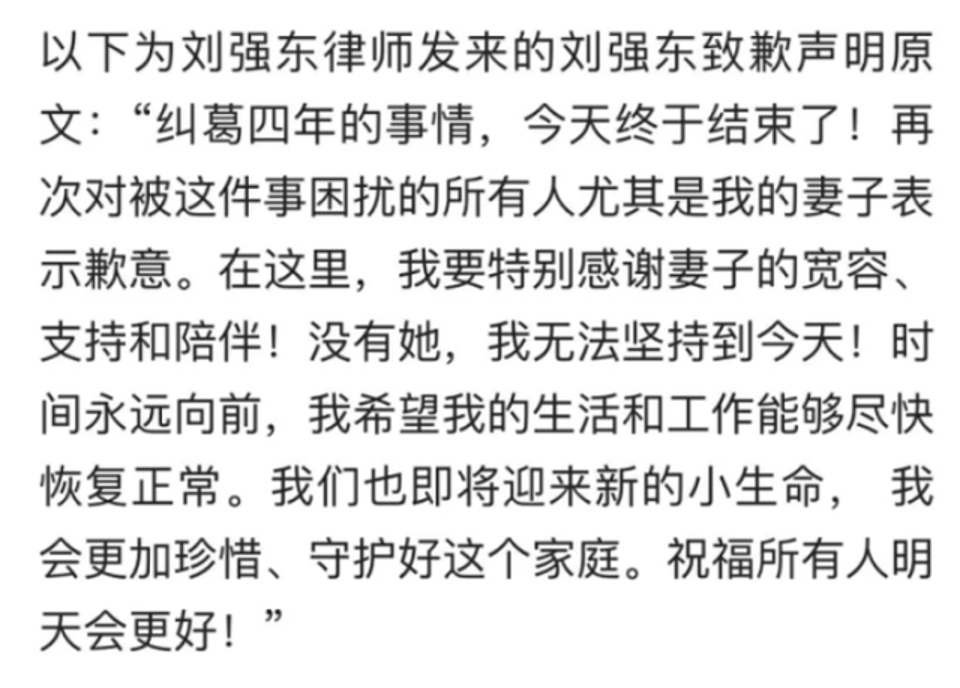 以下为刘强东律师发来的刘强东致歉声明原
文：“纠葛四年的事情，今天终于结束了！再
次对被这件事困扰的所有人尤其是我的妻子表
示歉意。在这里，我要特别感谢妻子的宽容、
支持和陪伴！没有她，我无法坚持到今天！时
间永远向前，我希望我的生活和工作能够尽快
恢复正常。我们也即将迎来新的小生命， 我
会更加珍惜、守护好这个家庭。祝福所有人明
天会更好！”